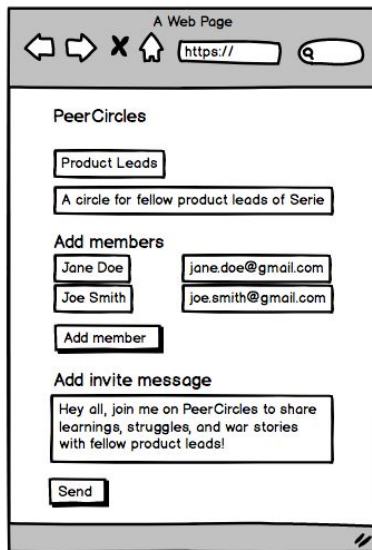 A Web Page
https://
PeerCircles
Product Leads
A circle for fellow product leads of Serie
Add members
Jane Doe jane.doe@gmail.com
Joe Smith joe.smith@gmail.com
Add member
Add invite message
Hey all, join me on PeerCircles to share
learnings, struggles, and war stories
with fellow product leads!
Send